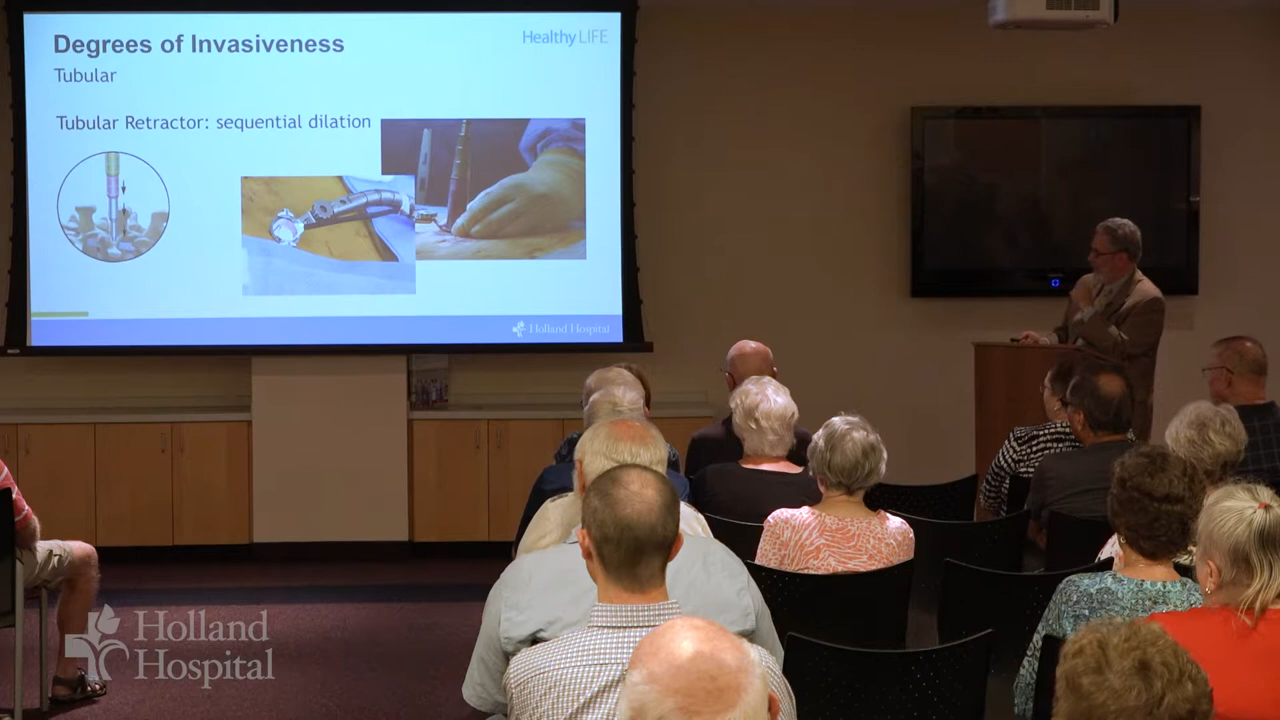 Degrees of Invasiveness
HealthyLIFE
Tubular
Tubular Retractor: sequential dilation
Holland Hospital
Holland
Hospital